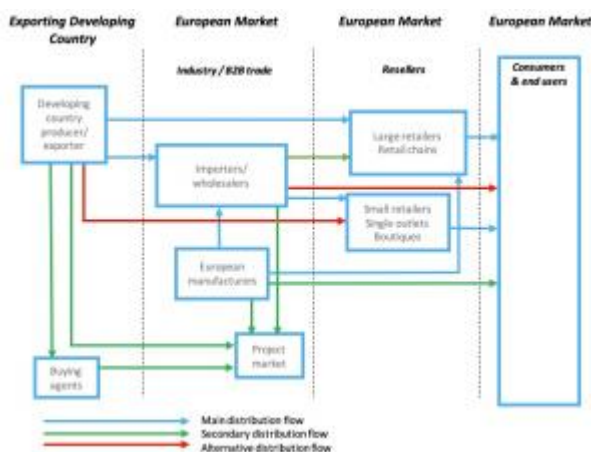 Exporting Developing
Country
European Market
European Market
European Market
Industry / B2B trade
Resellers
Consumers
& end users
Developing
country
producer/
exporter
Large retailers
Retail chains
Importers/
wholesalers
Small retailers
Single outlets
Boutiques
European
manufacturers
Project
market
Buying
agents
Main distribution flow
Secondary distribution flow
Alternative distribution flow